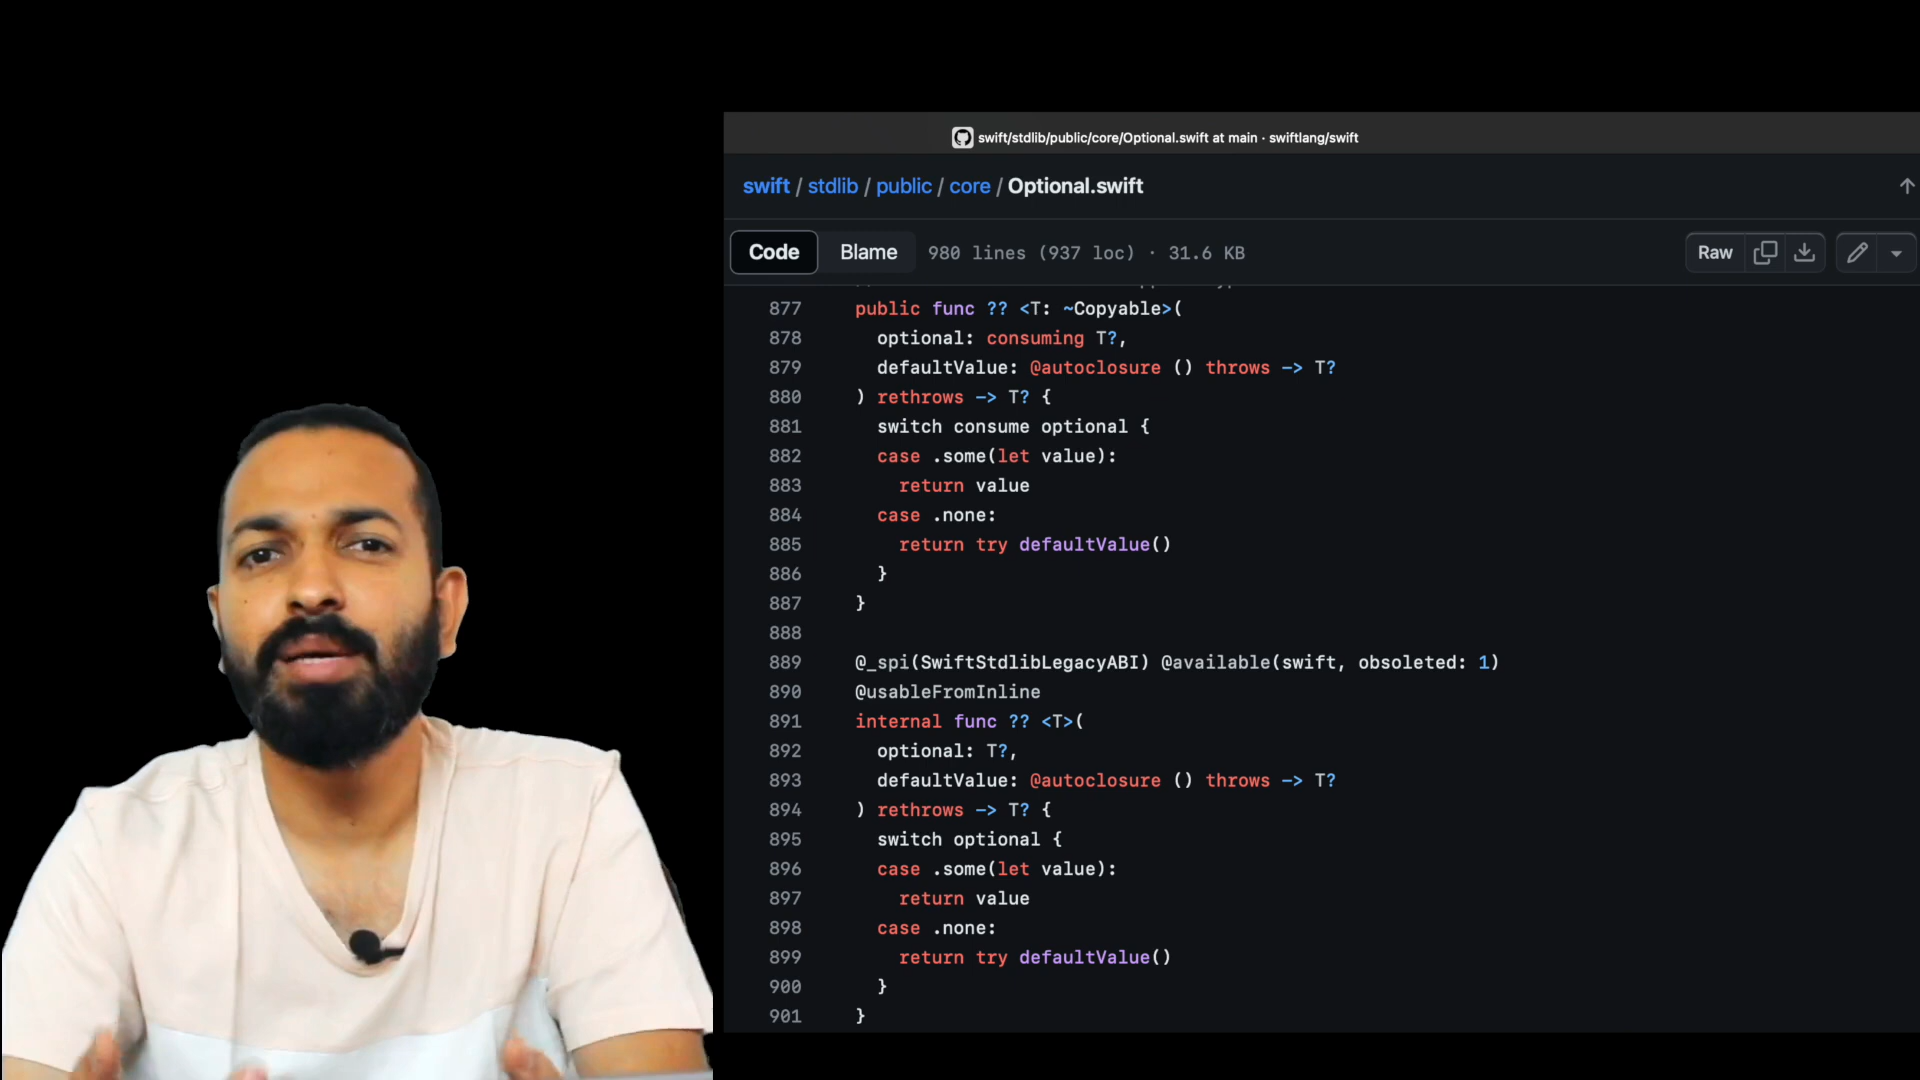 swift/stdlib/public/core/Optional.swift at main · swiftlang/swift
swift / stdlib / public / core / Optional.swift
Code Blame 980 lines (937 loc) · 31.6 KB Raw
877 public func ?? <T: ~Copyable>(
878 optional: consuming T?,
879 defaultValue: @autoclosure () throws -> T?
880 ) rethrows -> T? {
881 switch consume optional {
882 case .some(let value):
883 return value
884 case .none:
885 return try defaultValue()
886 }
887 }
888
889 @_spi(SwiftStdlibLegacyABI) @available(swift, obsoleted: 1)
890 @usableFromInline
891 internal func ?? <T>(
892 optional: T?,
893 defaultValue: @autoclosure () throws -> T?
894 ) rethrows -> T? {
895 switch optional {
896 case .some(let value):
897 return value
898 case .none:
899 return try defaultValue()
900 }
901 }